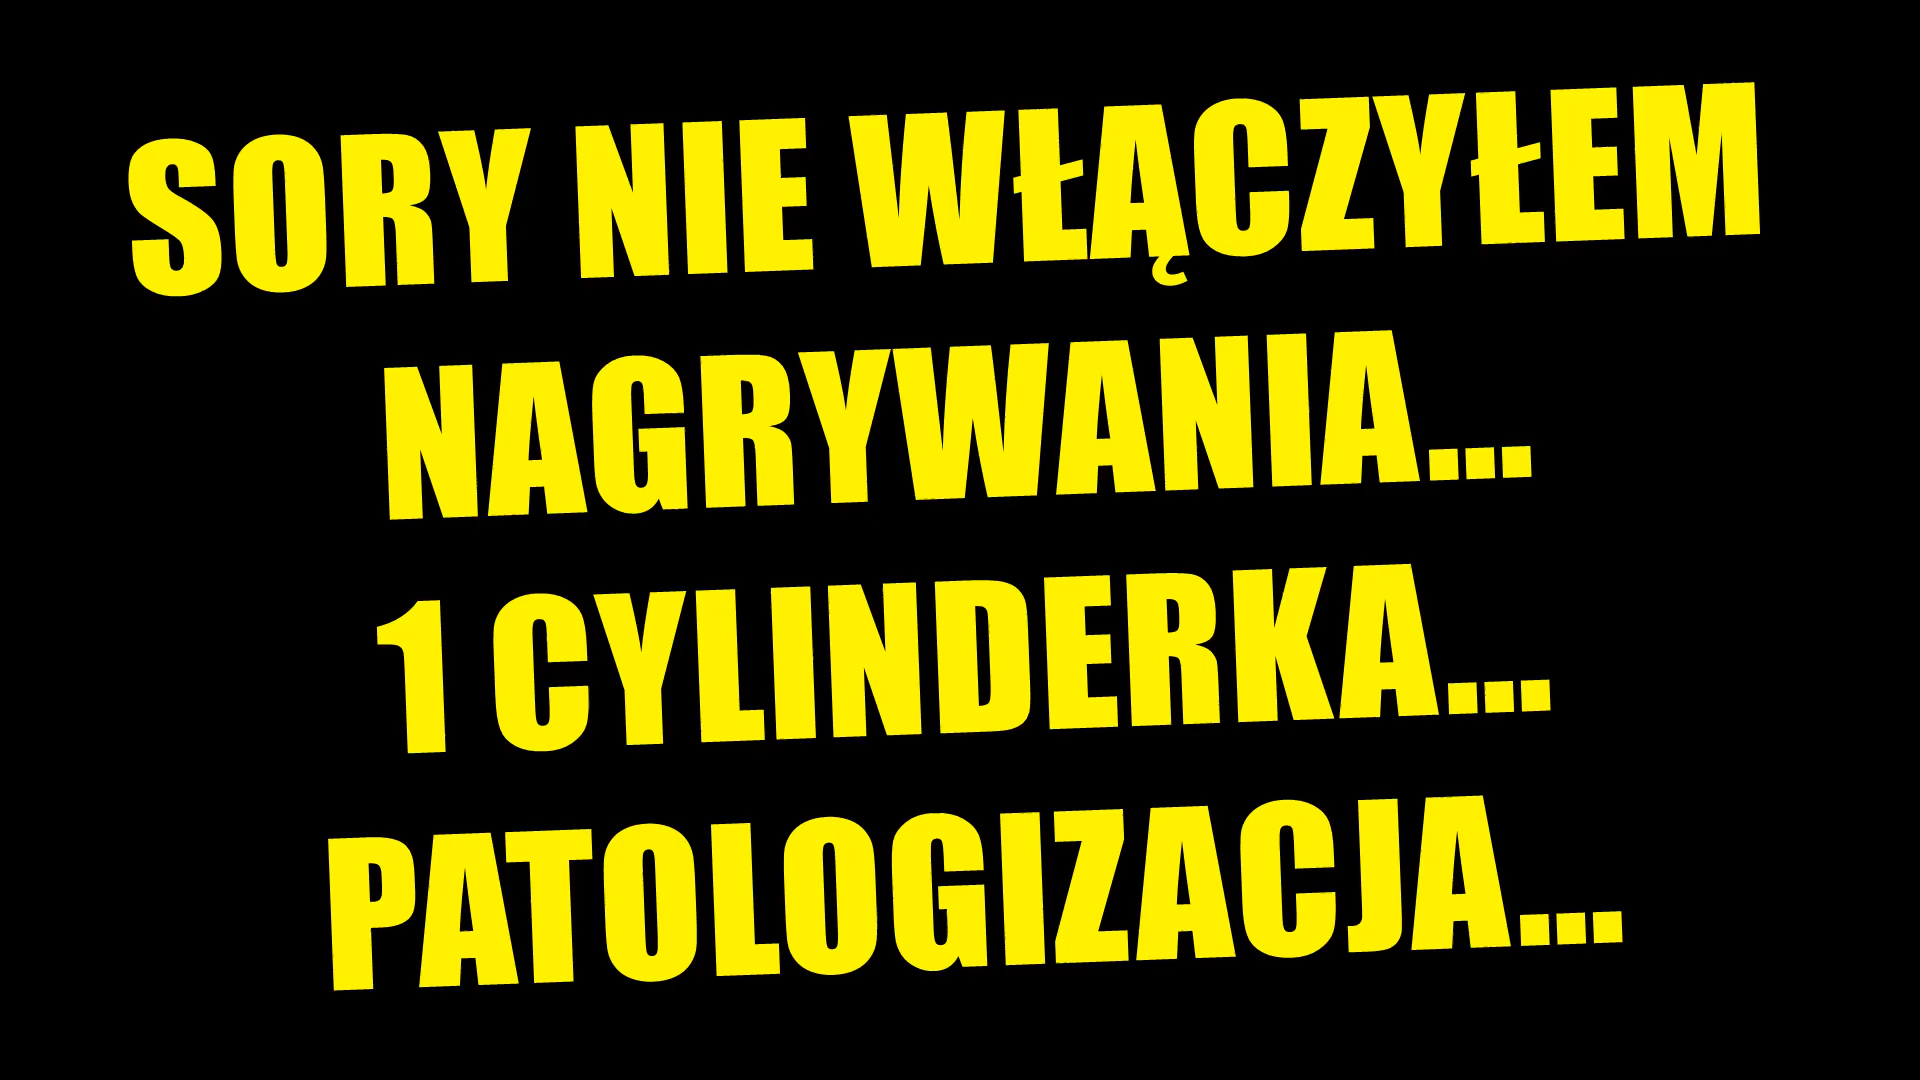 SORY NIE WŁĄCZYŁEM
NAGRYWANIA...
1 CYLINDERKA...
PATOLOGIZACJA...